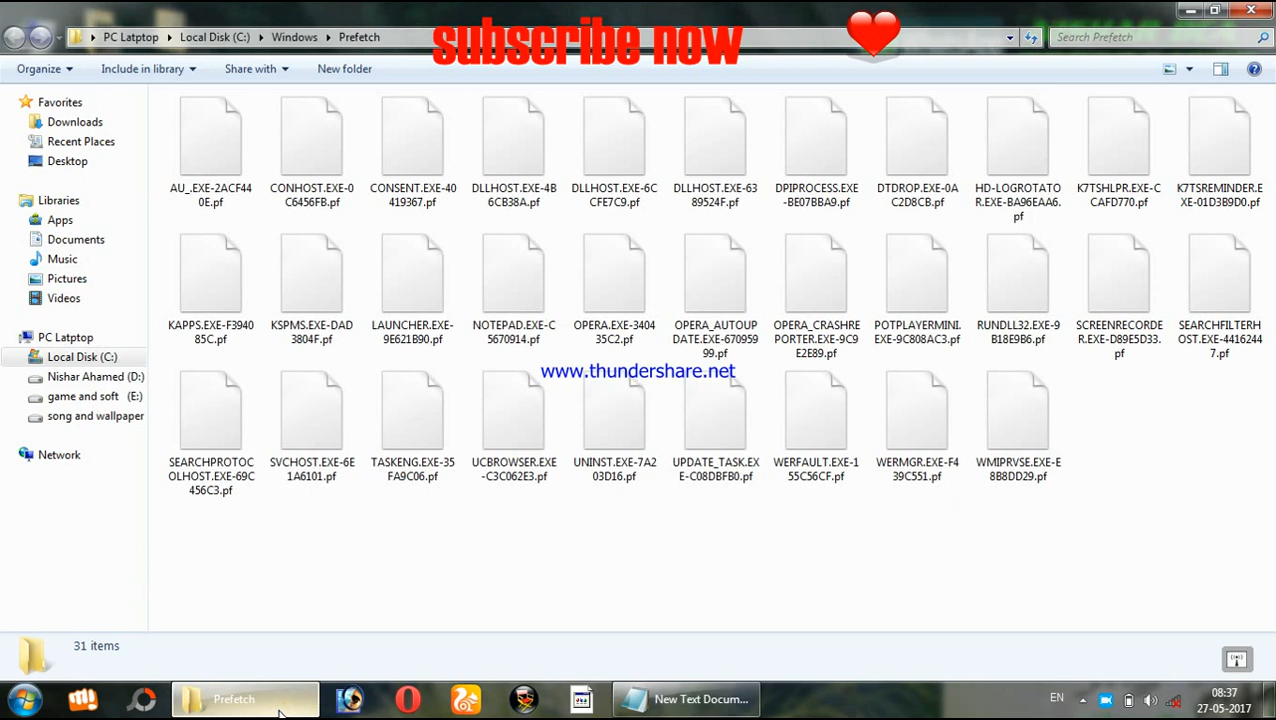 PC Latptop
Local Disk (C:)
Windows
Prefetch
subscribe now
Search Prefetch
Organize
Include in library
Share with
New folder
Favorites
Downloads
Recent Places
Desktop
Libraries
Apps
Documents
Music
Pictures
Videos
PC Latptop
Local Disk (C:)
Nishar Ahamed (D:)
game and soft (E:)
song and wallpaper
Network
AU_.EXE-2ACF44
0E.pf
CONHOST.EXE-0
C6456FB.pf
CONSENT.EXE-40
419367.pf
DLLHOST.EXE-4B
6CB38A.pf
DLLHOST.EXE-6C
CFE7C9.pf
DLLHOST.EXE-63
89524F.pf
DPIPROCESS.EXE
-BE07BBA9.pf
DTDROP.EXE-0A
C2D8CB.pf
HD-LOGROTATO
R.EXE-BA96EAA6.
pf
K7TSHLPR.EXE-C
CAFD770.pf
K7TSREMINDER.E
XE-01D3B9D0.pf
KAPPS.EXE-F3940
85C.pf
KSPMS.EXE-DAD
3804F.pf
LAUNCHER.EXE-
9E621B90.pf
NOTEPAD.EXE-C
5670914.pf
OPERA.EXE-3404
35C2.pf
OPERA_AUTOUP
DATE.EXE-670959
99.pf
OPERA_CRASHRE
PORTER.EXE-9C9
E2E89.pf
POTPLAYERMINI.
EXE-9C808AC3.pf
RUNDLL32.EXE-9
B18E9B6.pf
SCREENRECORDE
R.EXE-D89E5D33.
pf
SEARCHFILTERH
OST.EXE-4416244
7.pf
www.thundershare.net
SEARCHPROTOC
OLHOST.EXE-69C
456C3.pf
SVCHOST.EXE-6E
1A6101.pf
TASKENG.EXE-35
FA9C06.pf
UCBROWSER.EXE
-C3C062E3.pf
UNINST.EXE-7A2
03D16.pf
UPDATE_TASK.EX
E-C08DBFB0.pf
WERFAULT.EXE-1
55C56CF.pf
WERMGR.EXE-F4
39C551.pf
WMIPRVSE.EXE-E
8B8DD29.pf
31 items
Prefetch
New Text Docum...
EN
08:37
27-05-2017